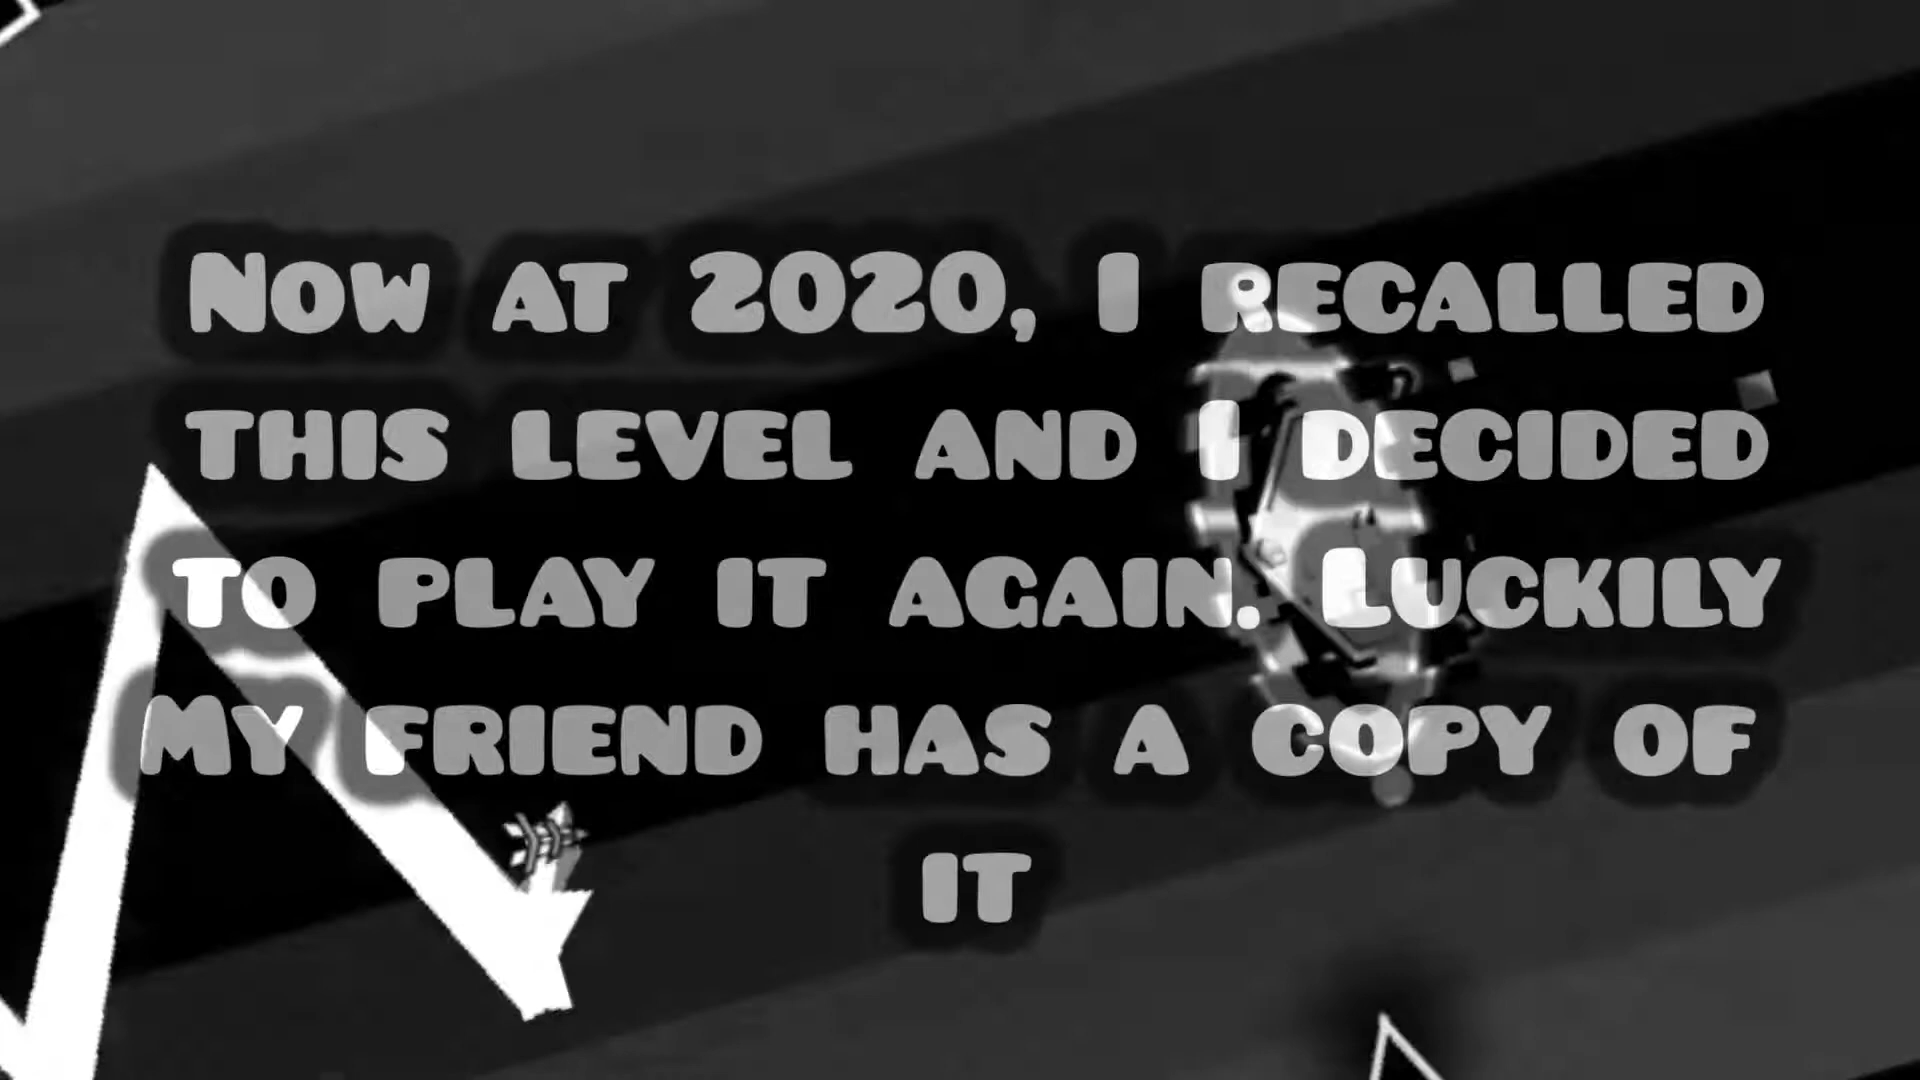 Now at 2020, I recalled
this level and I decided
to play it again. Luckily
My friend has a copy of
it